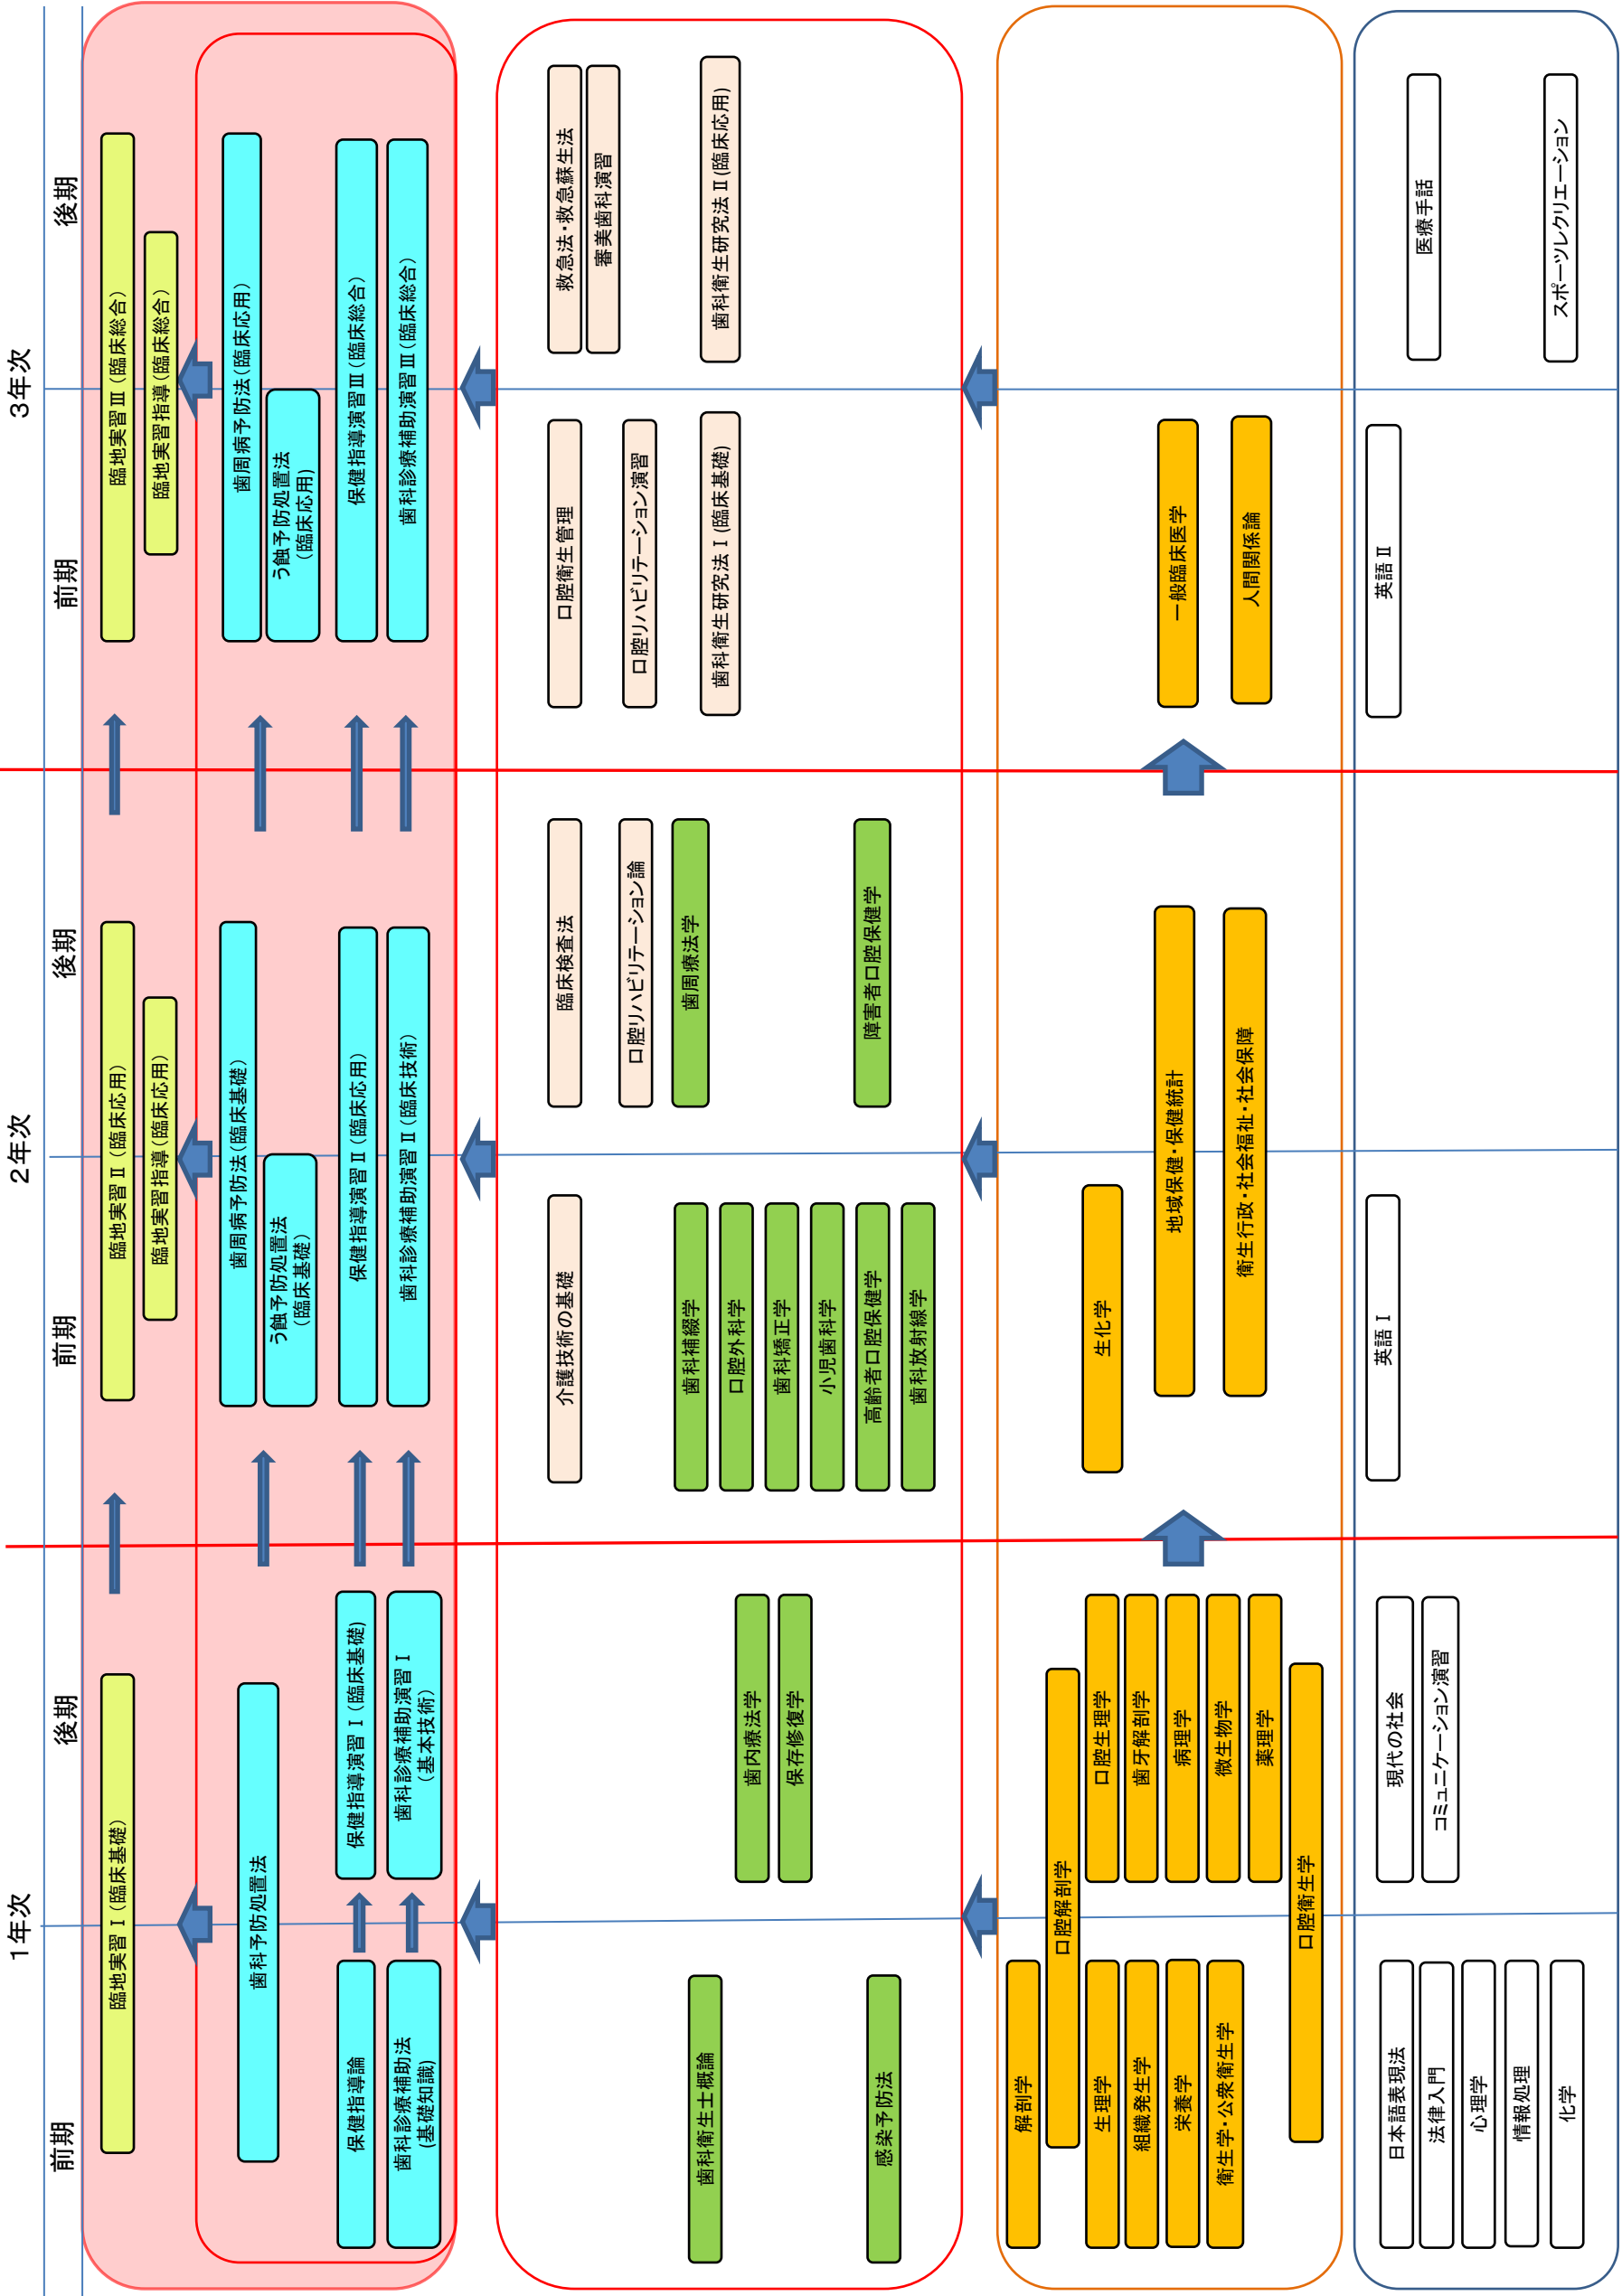 1年次
2年次
3年次
前期
後期
前期
後期
前期
後期
臨地実習Ⅰ(臨床基礎)
臨地実習Ⅱ(臨床応用)
臨地実習Ⅲ(臨床総合)
臨地実習指導(臨床応用)
臨地実習指導(臨床総合)
歯科予防処置法
歯周病予防法(臨床基礎)
歯周病予防法(臨床応用)
う蝕予防処置法
(臨床基礎)
う蝕予防処置法
(臨床応用)
保健指導論
保健指導演習Ⅰ(臨床基礎)
保健指導演習Ⅱ(臨床応用)
保健指導演習Ⅲ(臨床総合)
歯科診療補助法
(基礎知識)
歯科診療補助演習Ⅰ
(基本技術)
歯科診療補助演習Ⅱ(臨床技術)
歯科診療補助演習Ⅲ(臨床総合)
介護技術の基礎
臨床検査法
口腔衛生管理
救急法・救急蘇生法
審美歯科演習
口腔リハビリテーション論
口腔リハビリテーション演習
歯科衛生士概論
歯科補綴学
歯周療法学
歯科衛生研究法Ⅰ(臨床基礎)
歯科衛生研究法Ⅱ(臨床応用)
歯内療法学
口腔外科学
保存修復学
歯科矯正学
小児歯科学
感染予防法
高齢者口腔保健学
障害者口腔保健学
歯科放射線学
解剖学
口腔解剖学
生理学
口腔生理学
生化学
組織発生学
歯牙解剖学
栄養学
病理学
地域保健・保健統計
一般臨床医学
衛生学・公衆衛生学
微生物学
衛生行政・社会福祉・社会保障
人間関係論
薬理学
口腔衛生学
日本語表現法
現代の社会
英語Ⅰ
英語Ⅱ
法律入門
コミュニケーション演習
医療手話
心理学
情報処理
化学
スポーツレクリエーション